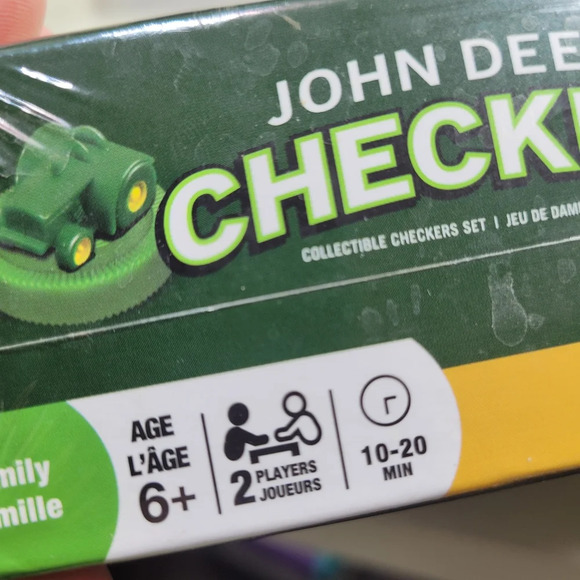 JOHN DEE
CHECK
COLLECTIBLE CHECKERS SET | JEU DE DAM
mily
mille
AGE
L'ÂGE
6+
2 PLAYERS
JOUEURS
10-20
MIN